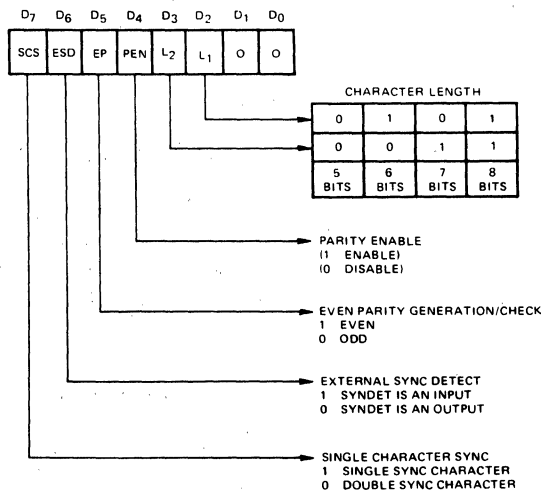 D7 D6 D5 D4 D3 D2 D1 D0
SCS ESD EP PEN L2 L1 0 0
CHARACTER LENGTH
0 1 0 1
0 0 1 1
5 BITS 6 BITS 7 BITS 8 BITS
PARITY ENABLE
(1 ENABLE)
(0 DISABLE)
EVEN PARITY GENERATION/CHECK
1 EVEN
0 ODD
EXTERNAL SYNC DETECT
1 SYNDET IS AN INPUT
0 SYNDET IS AN OUTPUT
SINGLE CHARACTER SYNC
1 SINGLE SYNC CHARACTER
0 DOUBLE SYNC CHARACTER